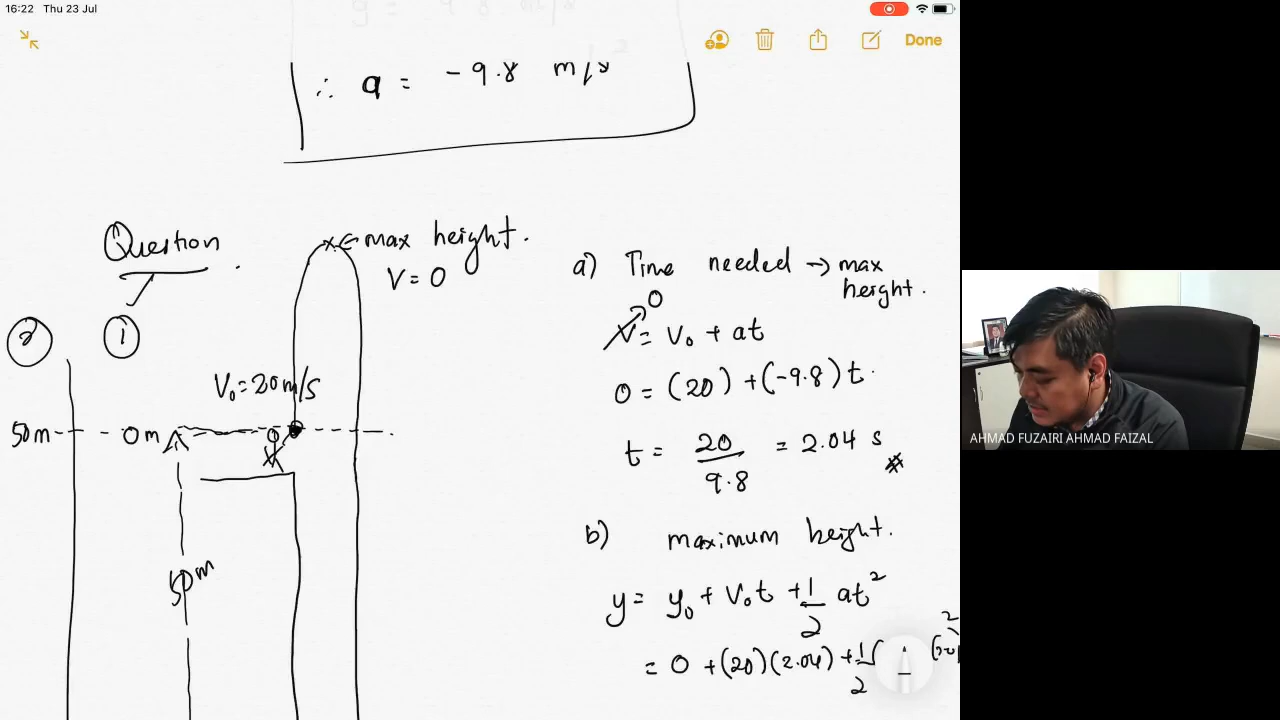 16:22 Thu 23 Jul
Done
∴ a = -9.8 m/s
Question
① 
②
← max height.
V = 0
V₀ = 20 m/s
50m
0m
50m
a) Time needed → max height.
0
V = V₀ + at
0 = (20) + (-9.8) t
t = 20/9.8 = 2.04 s
b) maximum height.
y = y₀ + V₀t + 1/2 at²
= 0 + (20)(2.04) + 1/2 (
AHMAD FUZAIRI AHMAD FAIZAL